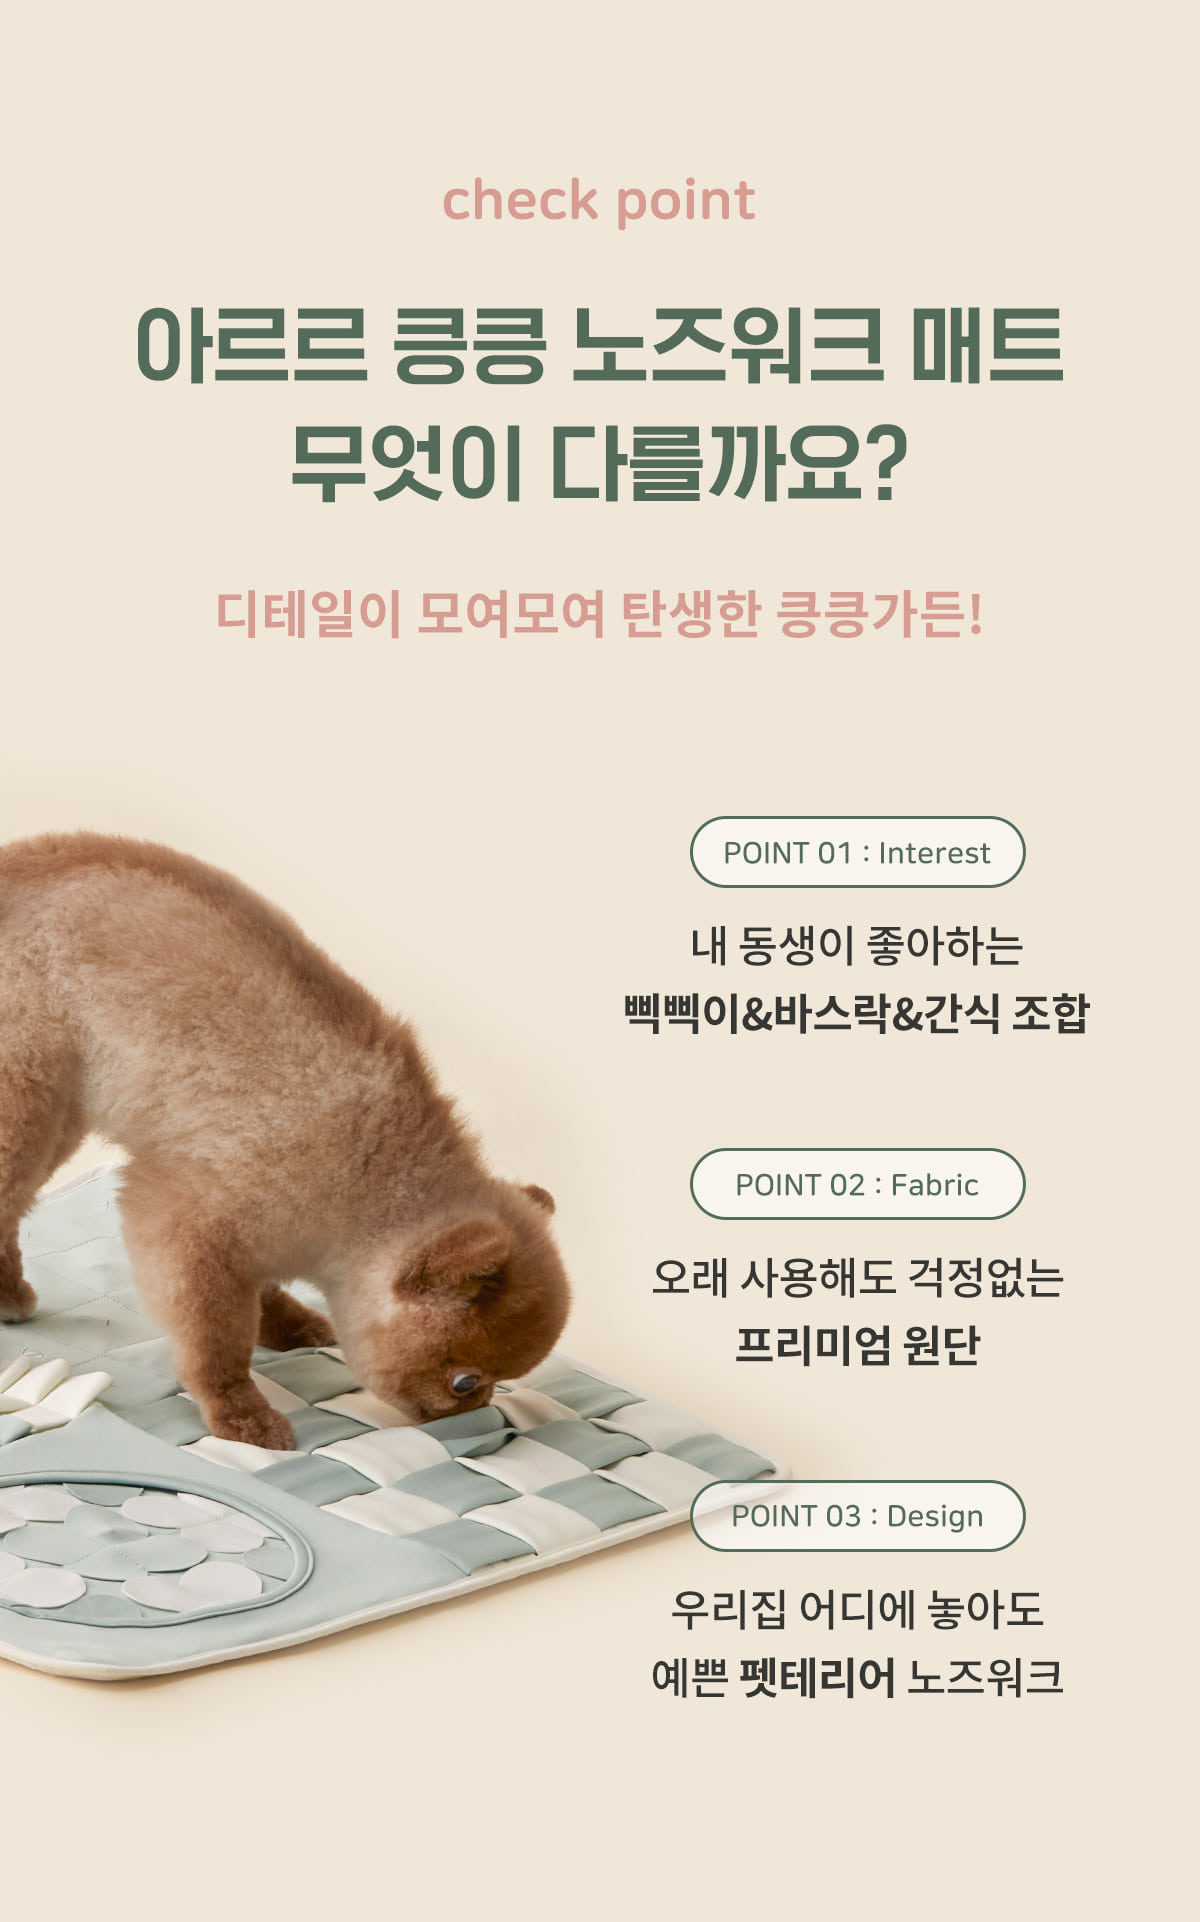 check point
아르르 킁킁 노즈워크 매트
무엇이 다를까요?
디테일이 모여모여 탄생한 킁킁가든!
POINT 01 : Interest
내 동생이 좋아하는
삑삑이&바스락&간식 조합
POINT 02 : Fabric
오래 사용해도 걱정없는
프리미엄 원단
POINT 03 : Design
우리집 어디에 놓아도
예쁜 펫테리어 노즈워크